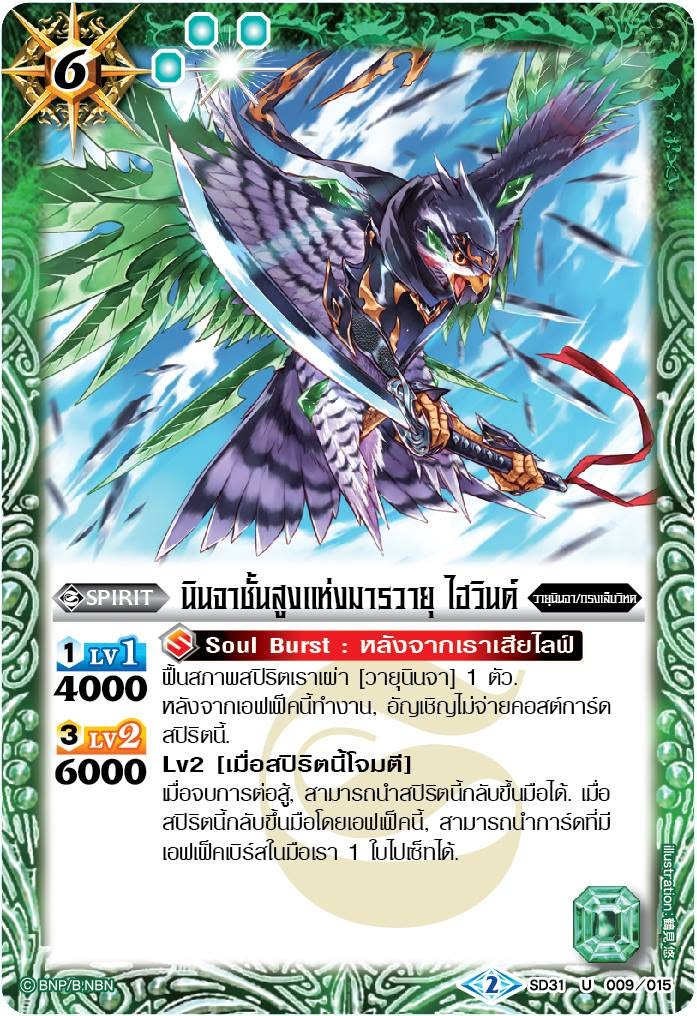 6
SPIRIT นินจาชั้นสูงแห่งมารวายุ ไฮวินด์ วายุนินจา/กรงเล็บวิหค
1 LV1
4000
3 LV2
6000
S Soul Burst : หลังจากเราเสียไลฟ์
ฟื้นสภาพสปิริตเราเผ่า [วายุนินจา] 1 ตัว.
หลังจากเอฟเฟ็คนี้ทำงาน, อัญเชิญไม่จ่ายคอสต์การ์ด
สปิริตนี้.
Lv2 [เมื่อสปิริตนี้โจมตี]
เมื่อจบการต่อสู้, สามารถนำสปิริตนี้กลับขึ้นมือได้. เมื่อ
สปิริตนี้กลับขึ้นมือโดยเอฟเฟ็คนี้, สามารถนำการ์ดที่มี
เอฟเฟ็คเบิร์สในมือเรา 1 ใบไปเซ็ทได้.
illustration : 鶴見 悠
©BNP/B:NBN
2 SD31 U 009/015